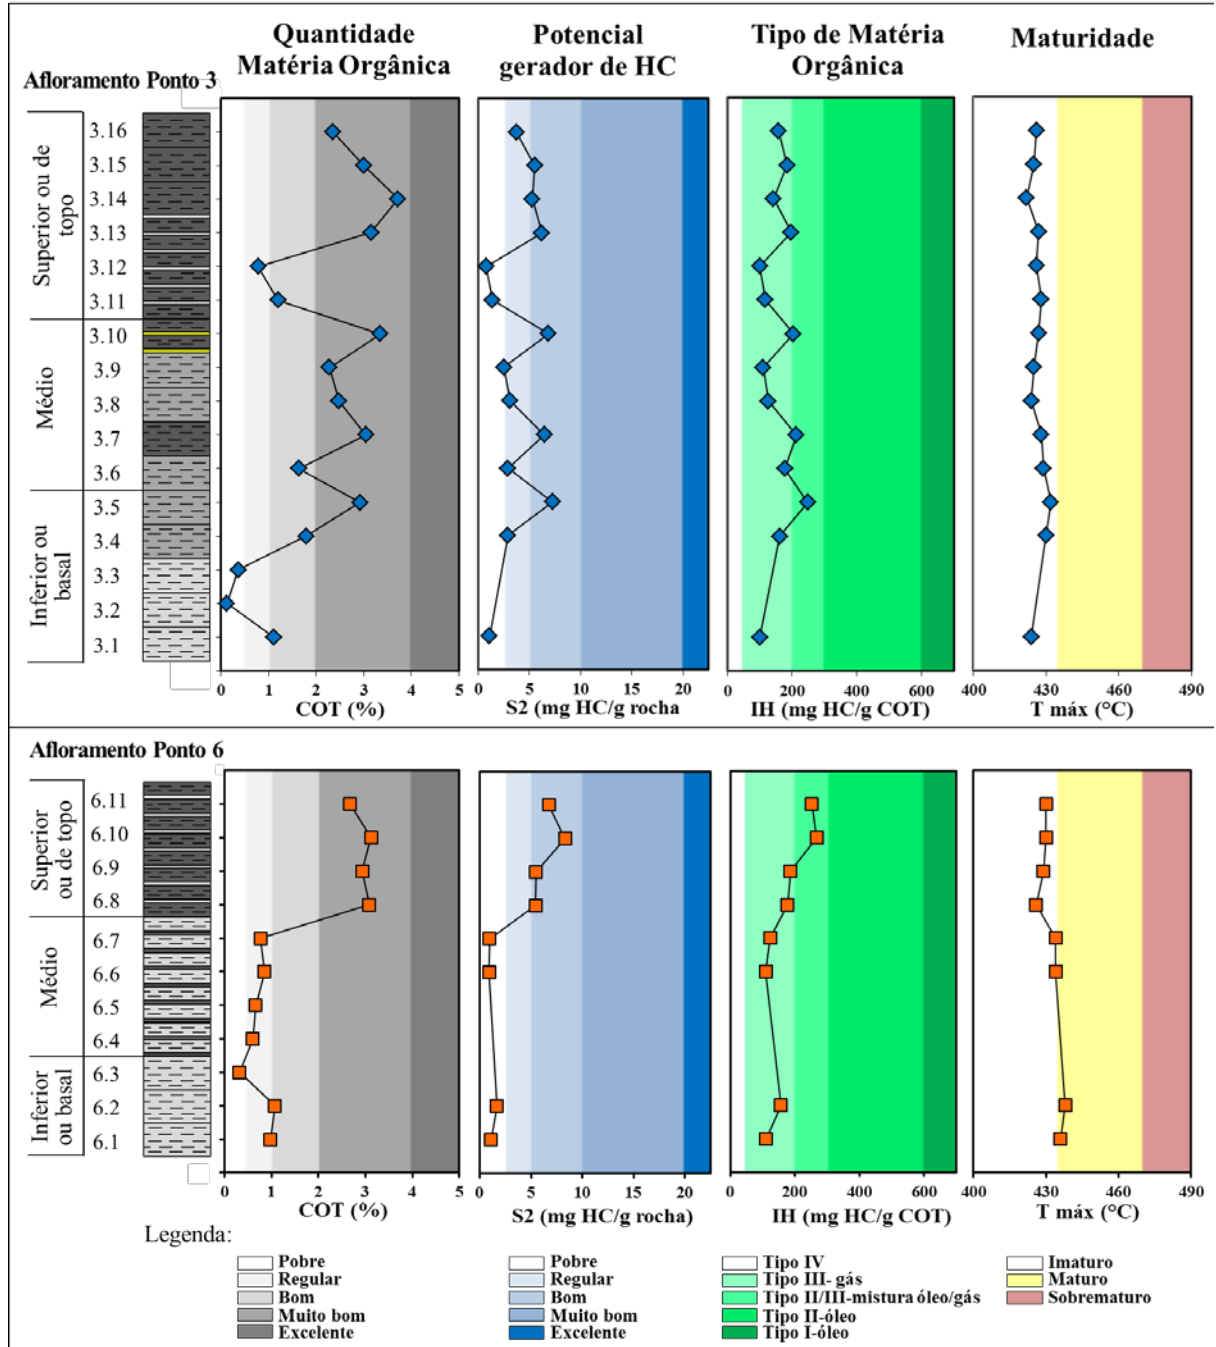 Quantidade
Matéria Orgânica
Potencial
gerador de HC
Tipo de Matéria
Orgânica
Maturidade
Afloramento Ponto 3
Superior ou de
topo
Médio
Inferior ou
basal
3.16
3.15
3.14
3.13
3.12
3.11
3.10
3.9
3.8
3.7
3.6
3.5
3.4
3.3
3.2
3.1
0 1 2 3 4 5
COT (%)
0 5 10 15 20
S2 (mg HC/g rocha
0 200 400 600
IH (mg HC/g COT)
400 430 460 490
T máx (°C)
Afloramento Ponto 6
Superior
ou de topo
Médio
Inferior
ou basal
6.11
6.10
6.9
6.8
6.7
6.6
6.5
6.4
6.3
6.2
6.1
0 1 2 3 4 5
COT (%)
0 5 10 15 20
S2 (mg HC/g rocha)
0 200 400 600
IH (mg HC/g COT)
400 430 460 490
T máx (°C)
Legenda:
Pobre
Regular
Bom
Muito bom
Excelente
Pobre
Regular
Bom
Muito bom
Excelente
Tipo IV
Tipo III- gás
Tipo II/III-mistura óleo/gás
Tipo II-óleo
Tipo I-óleo
Imaturo
Maturo
Sobrematuro